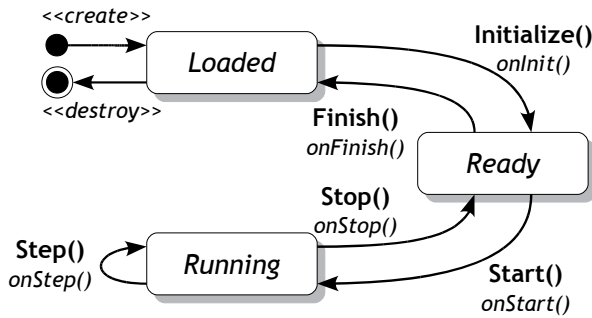 <<create>>
Loaded
<<destroy>>
Initialize()
onInit()
Finish()
onFinish()
Ready
Stop()
onStop()
Step()
onStep()
Running
Start()
onStart()